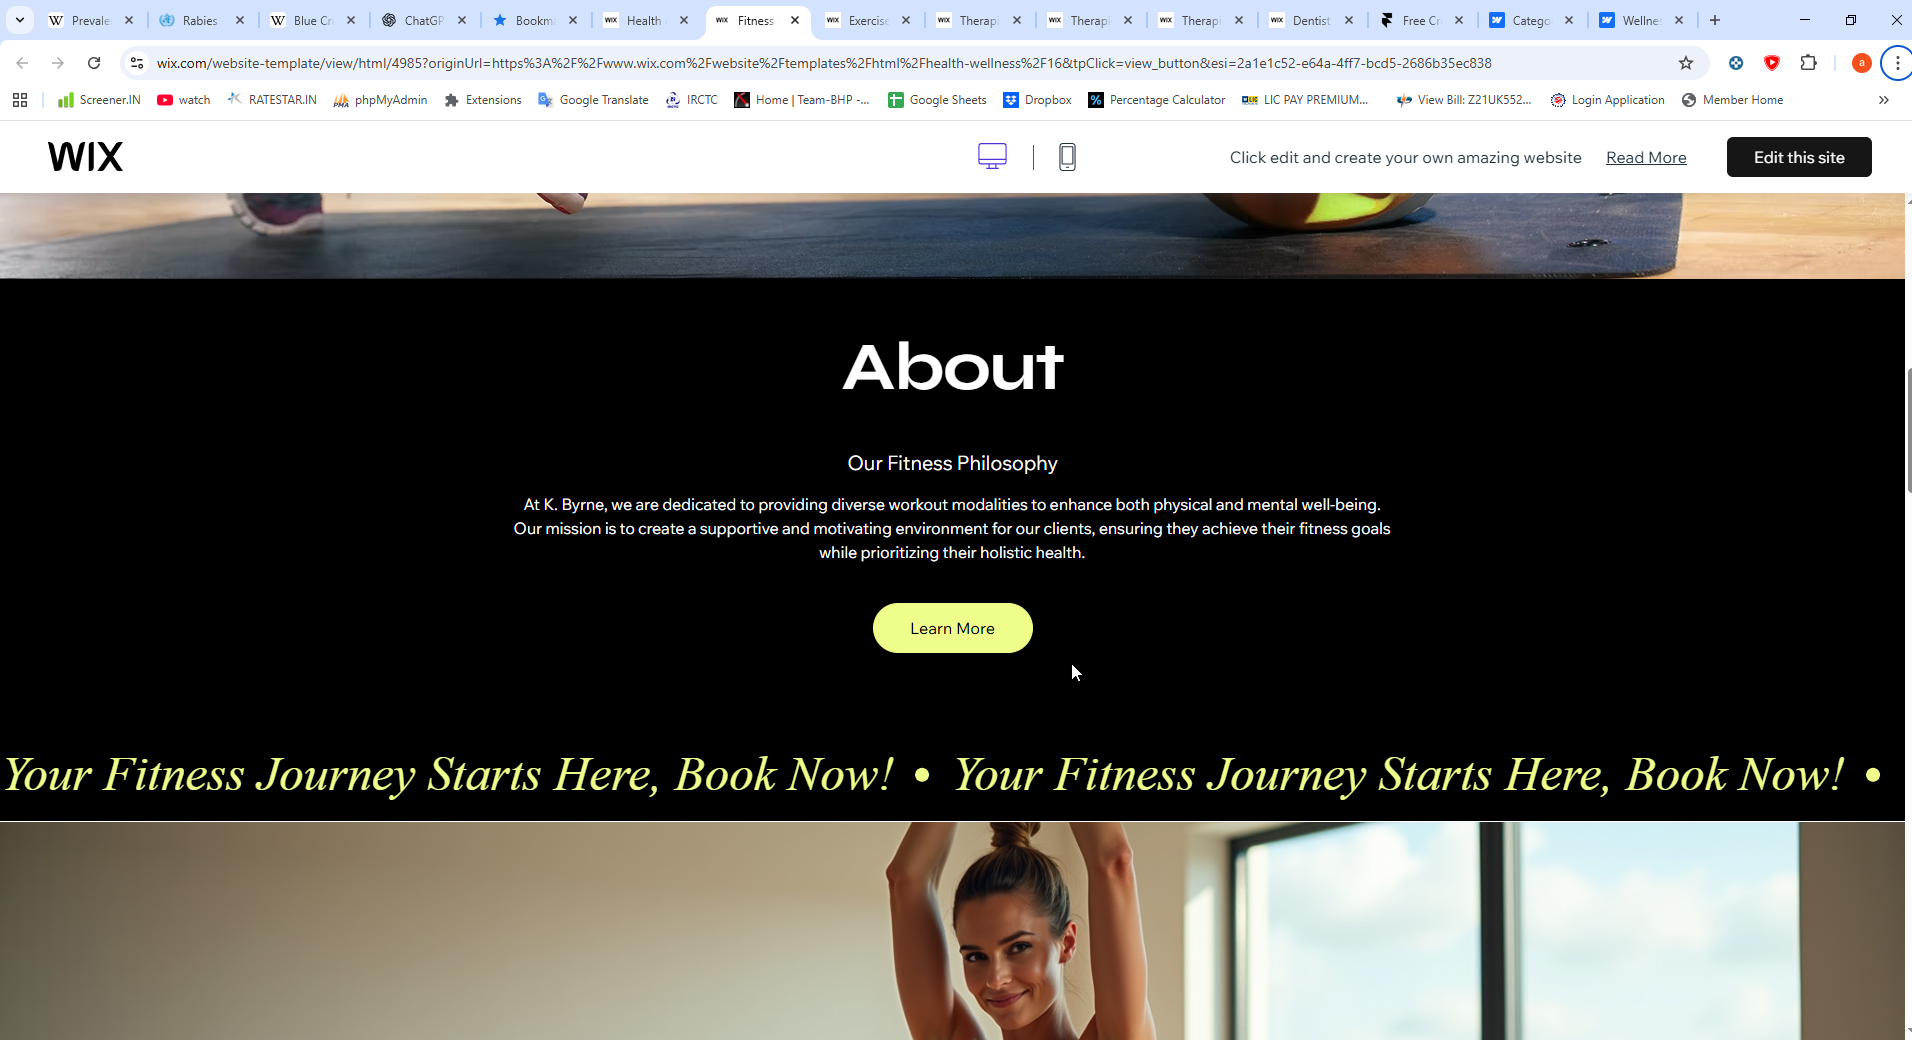 Prevale
Rabies
Blue Cr
ChatGP
Bookm
Health
Fitness
Exercise
Therap
Therap
Therap
Dentist
Free Cr
Catego
Wellne
wix.com/website-template/view/html/4985?originUrl=https%3A%2F%2Fwww.wix.com%2Fwebsite%2Ftemplates%2Fhtml%2Fhealth-wellness%2F16&tpClick=view_button&esi=2a1e1c52-e64a-4ff7-bcd5-2686b35ec838
a
Screener.IN watch RATESTAR.IN phpMyAdmin Extensions Google Translate IRCTC Home | Team-BHP -... Google Sheets Dropbox Percentage Calculator LIC PAY PREMIUM... View Bill: Z21UK552... Login Application Member Home
WIX
Click edit and create your own amazing website Read More Edit this site
About
Our Fitness Philosophy
At K. Byrne, we are dedicated to providing diverse workout modalities to enhance both physical and mental well-being.
Our mission is to create a supportive and motivating environment for our clients, ensuring they achieve their fitness goals
while prioritizing their holistic health.
Learn More
Your Fitness Journey Starts Here, Book Now! • Your Fitness Journey Starts Here, Book Now! •